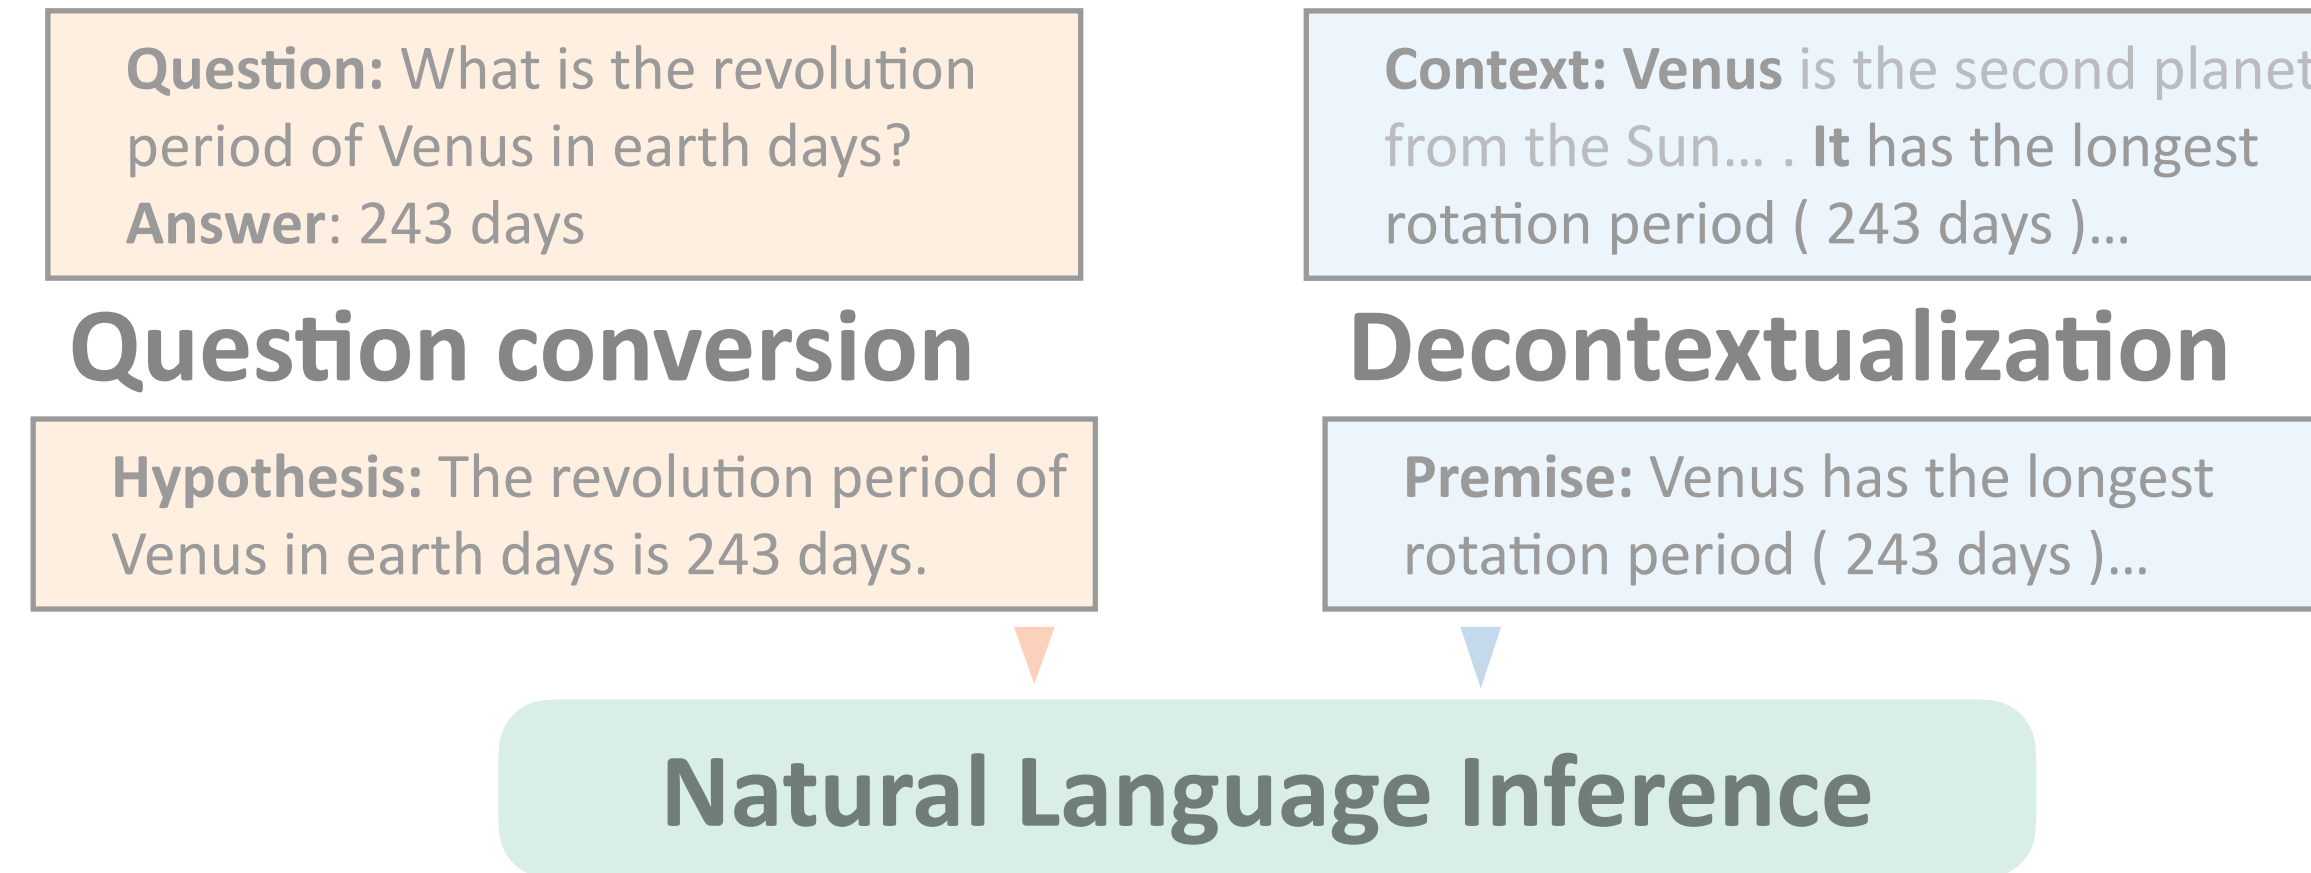 Question: What is the revolution
period of Venus in earth days?
Answer: 243 days
Context: Venus is the second planet
from the Sun... . It has the longest
rotation period ( 243 days )...
Question conversion
Decontextualization
Hypothesis: The revolution period of
Venus in earth days is 243 days.
Premise: Venus has the longest
rotation period ( 243 days )...
Natural Language Inference